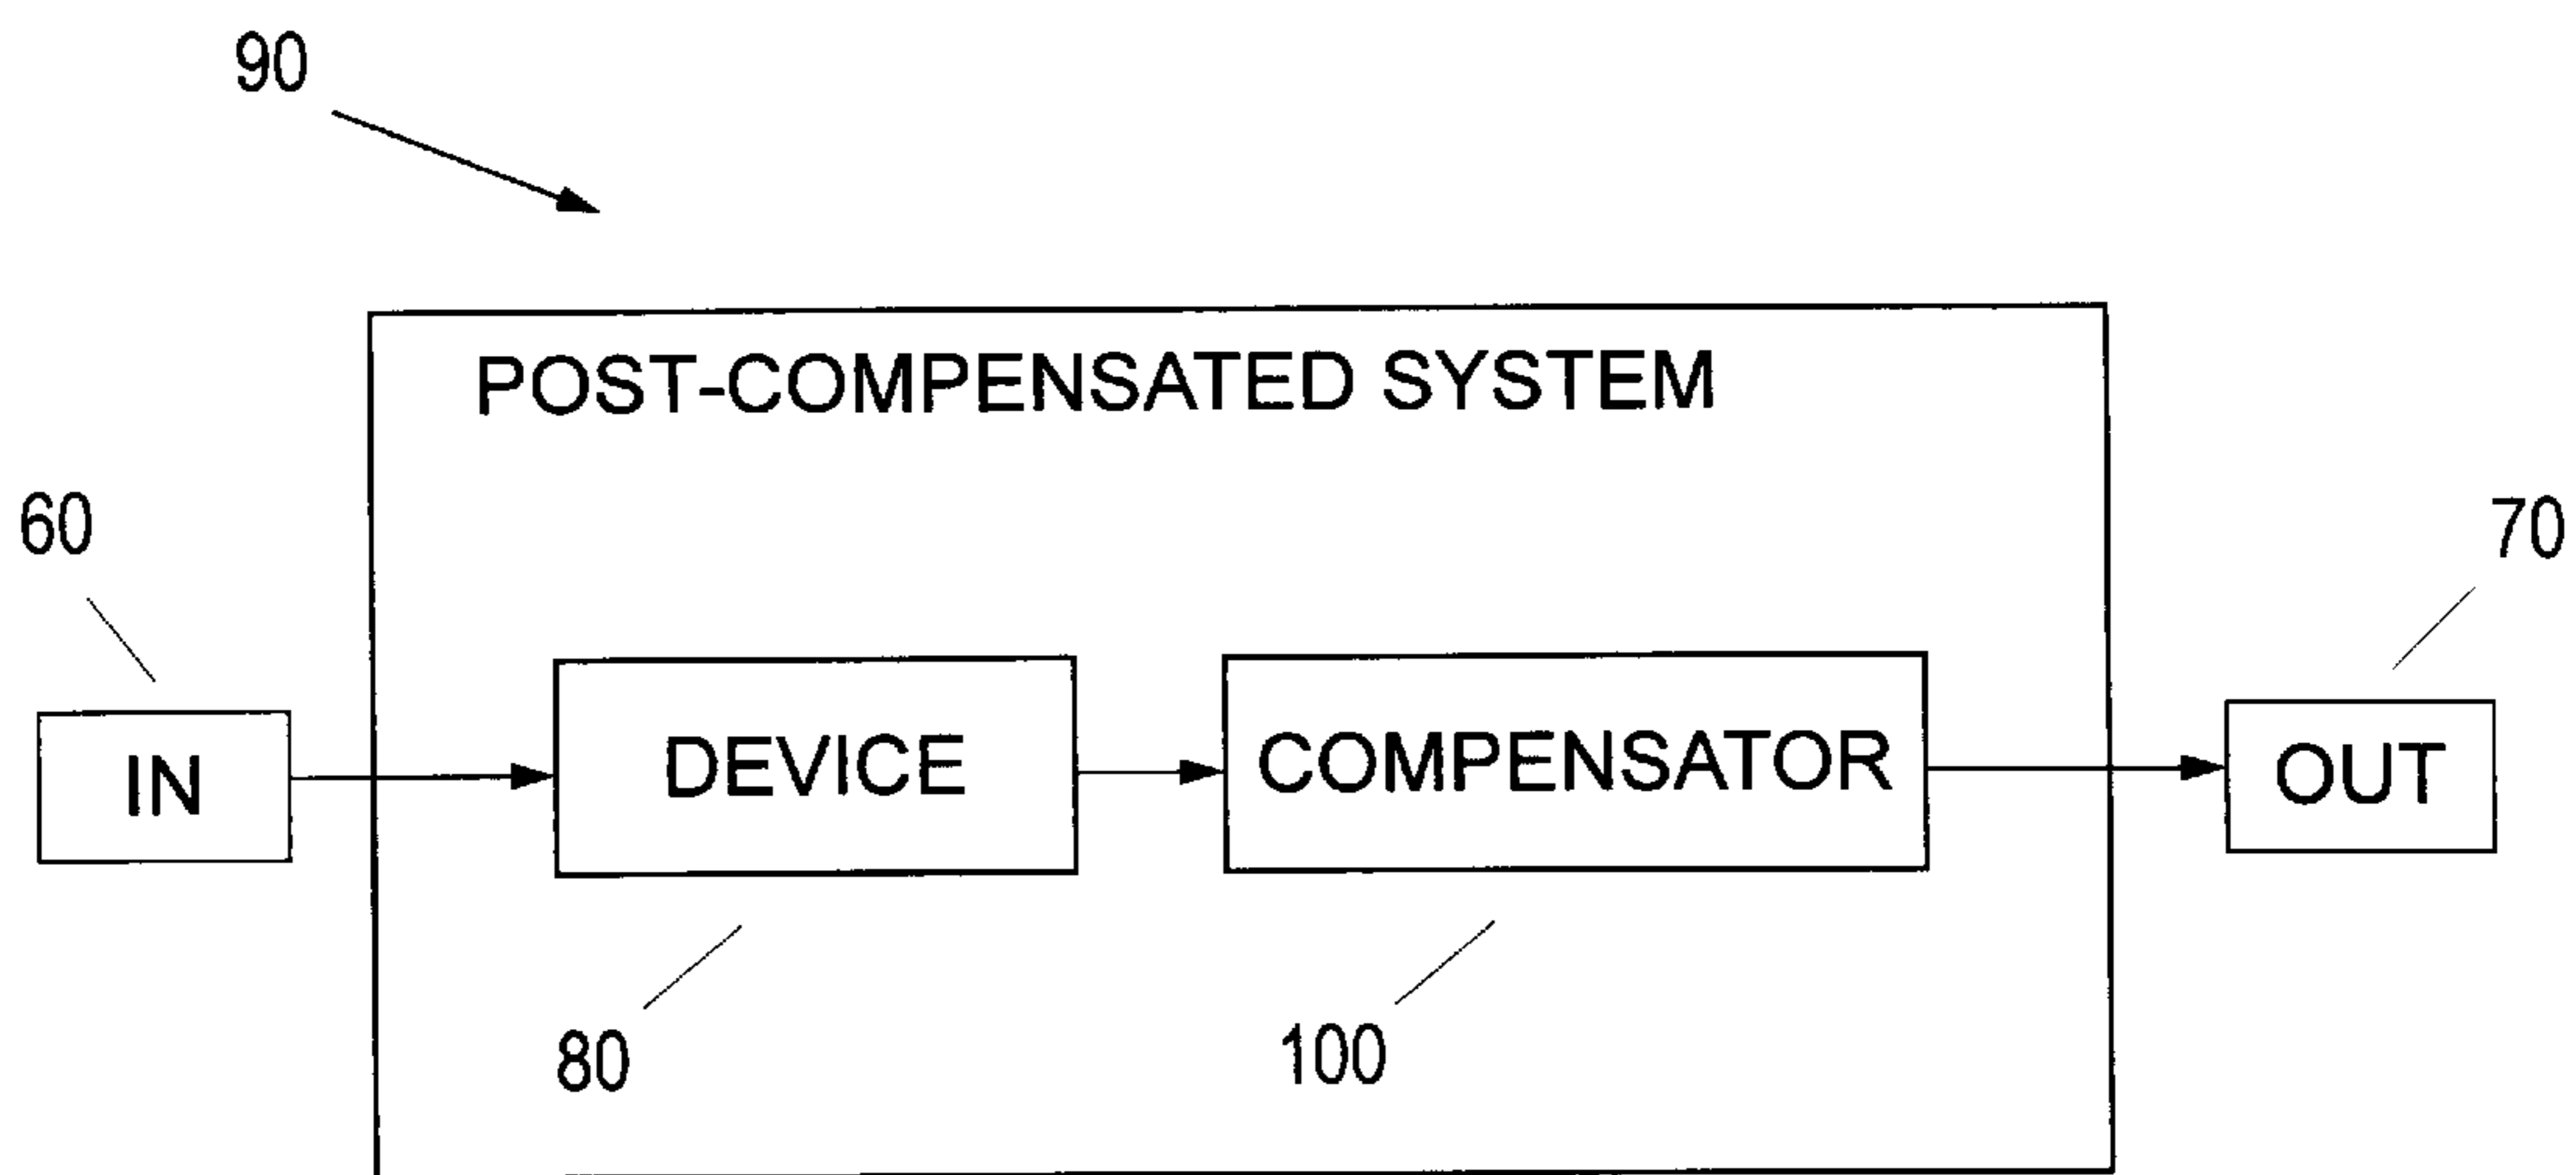 90
POST-COMPENSATED SYSTEM
60
70
IN
DEVICE
COMPENSATOR
OUT
80
100